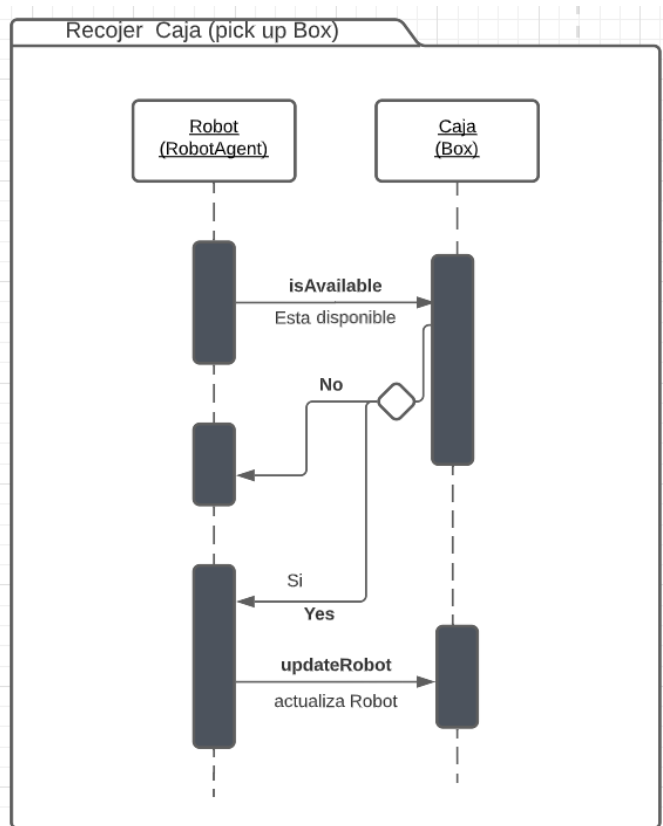 Recojer  Caja (pick up Box)
Robot
(RobotAgent)
Caja
(Box)
isAvailable
Esta disponible
No
Si
Yes
updateRobot
actualiza Robot